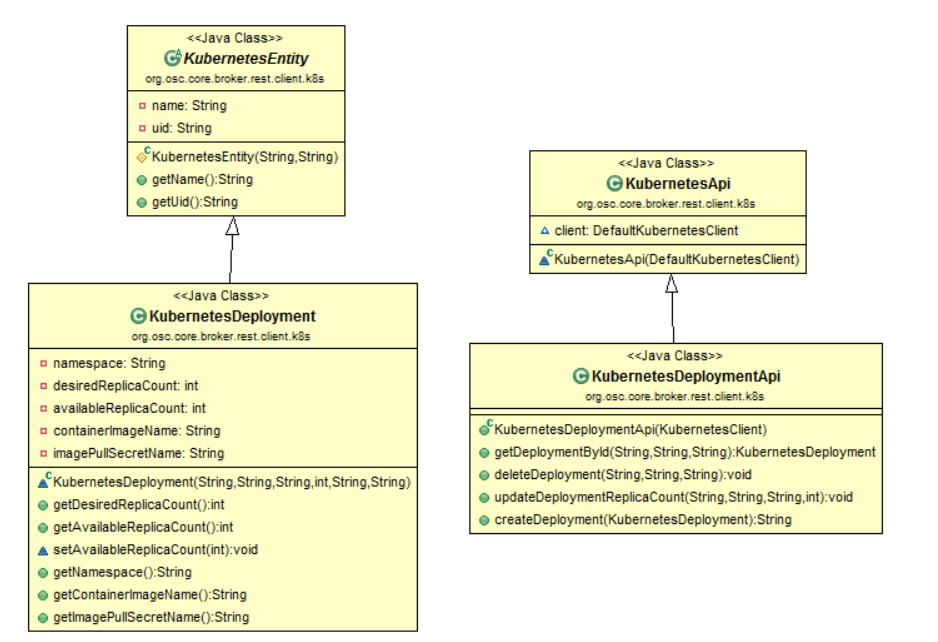 <<Java Class>>
KubernetesEntity
org.osc.core.broker.rest.client.k8s
name: String
uid: String
KubernetesEntity(String,String)
getName():String
getUid():String
<<Java Class>>
KubernetesDeployment
org.osc.core.broker.rest.client.k8s
namespace: String
desiredReplicaCount: int
availableReplicaCount: int
containerImageName: String
imagePullSecretName: String
KubernetesDeployment(String,String,String,int,String,String)
getDesiredReplicaCount():int
getAvailableReplicaCount():int
setAvailableReplicaCount(int):void
getNamespace():String
getContainerImageName():String
getImagePullSecretName():String
<<Java Class>>
KubernetesApi
org.osc.core.broker.rest.client.k8s
client: DefaultKubernetesClient
KubernetesApi(DefaultKubernetesClient)
<<Java Class>>
KubernetesDeploymentApi
org.osc.core.broker.rest.client.k8s
KubernetesDeploymentApi(KubernetesClient)
getDeploymentById(String,String,String):KubernetesDeployment
deleteDeployment(String,String,String):void
updateDeploymentReplicaCount(String,String,String,int):void
createDeployment(KubernetesDeployment):String